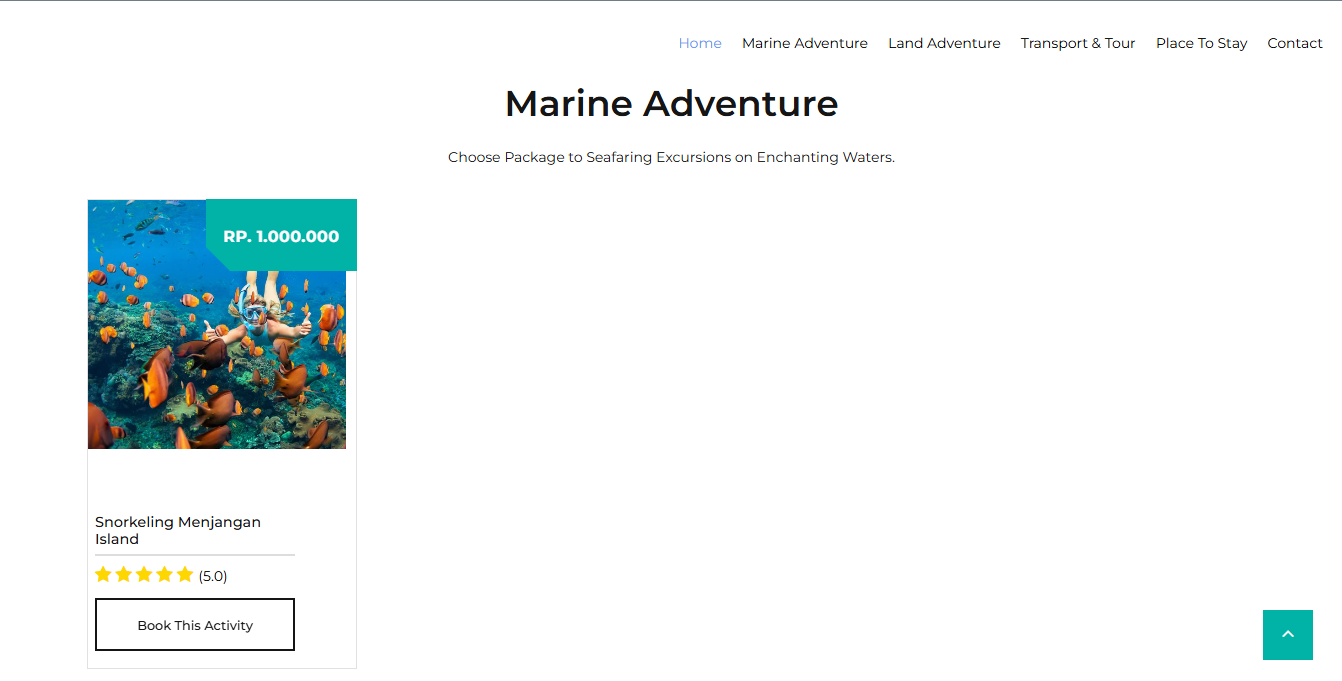 Home Marine Adventure Land Adventure Transport & Tour Place To Stay Contact
Marine Adventure
Choose Package to Seafaring Excursions on Enchanting Waters.
RP. 1.000.000
Snorkeling Menjangan
Island
(5.0)
Book This Activity